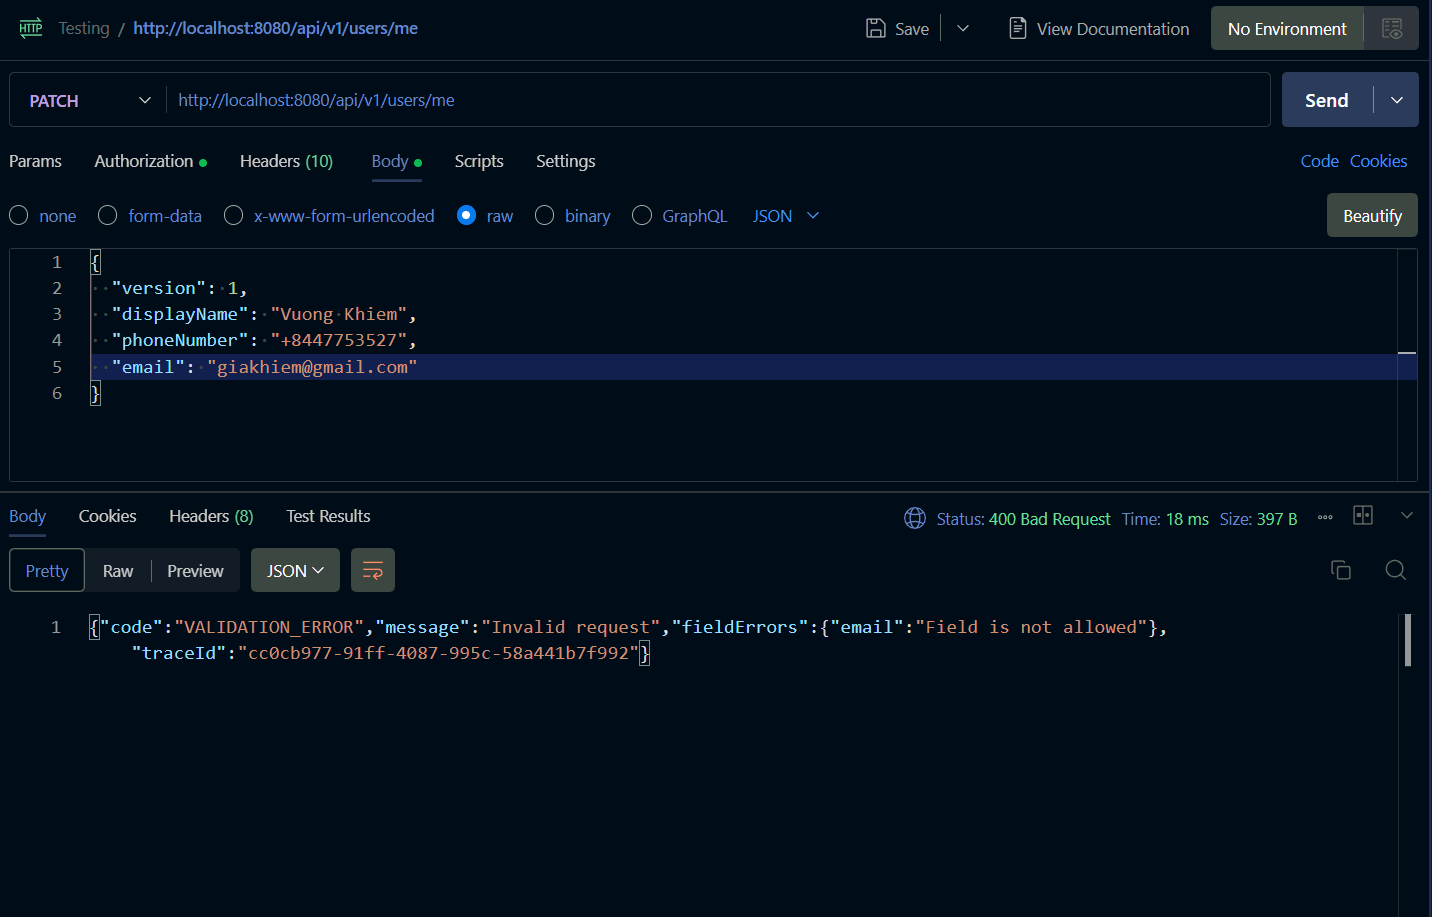 HTTP Testing / http://localhost:8080/api/v1/users/me Save View Documentation No Environment
PATCH http://localhost:8080/api/v1/users/me Send
Params Authorization Headers (10) Body Scripts Settings Code Cookies
none form-data x-www-form-urlencoded raw binary GraphQL JSON Beautify
1 {
2 "version": 1,
3 "displayName": "Vuong Khiem",
4 "phoneNumber": "+8447753527",
5 "email": "giakhiem@gmail.com"
6 }
Body Cookies Headers (8) Test Results Status: 400 Bad Request Time: 18 ms Size: 397 B
Pretty Raw Preview JSON
1 {"code":"VALIDATION_ERROR","message":"Invalid request","fieldErrors":{"email":"Field is not allowed"},
"traceId":"cc0cb977-91ff-4087-995c-58a441b7f992"}